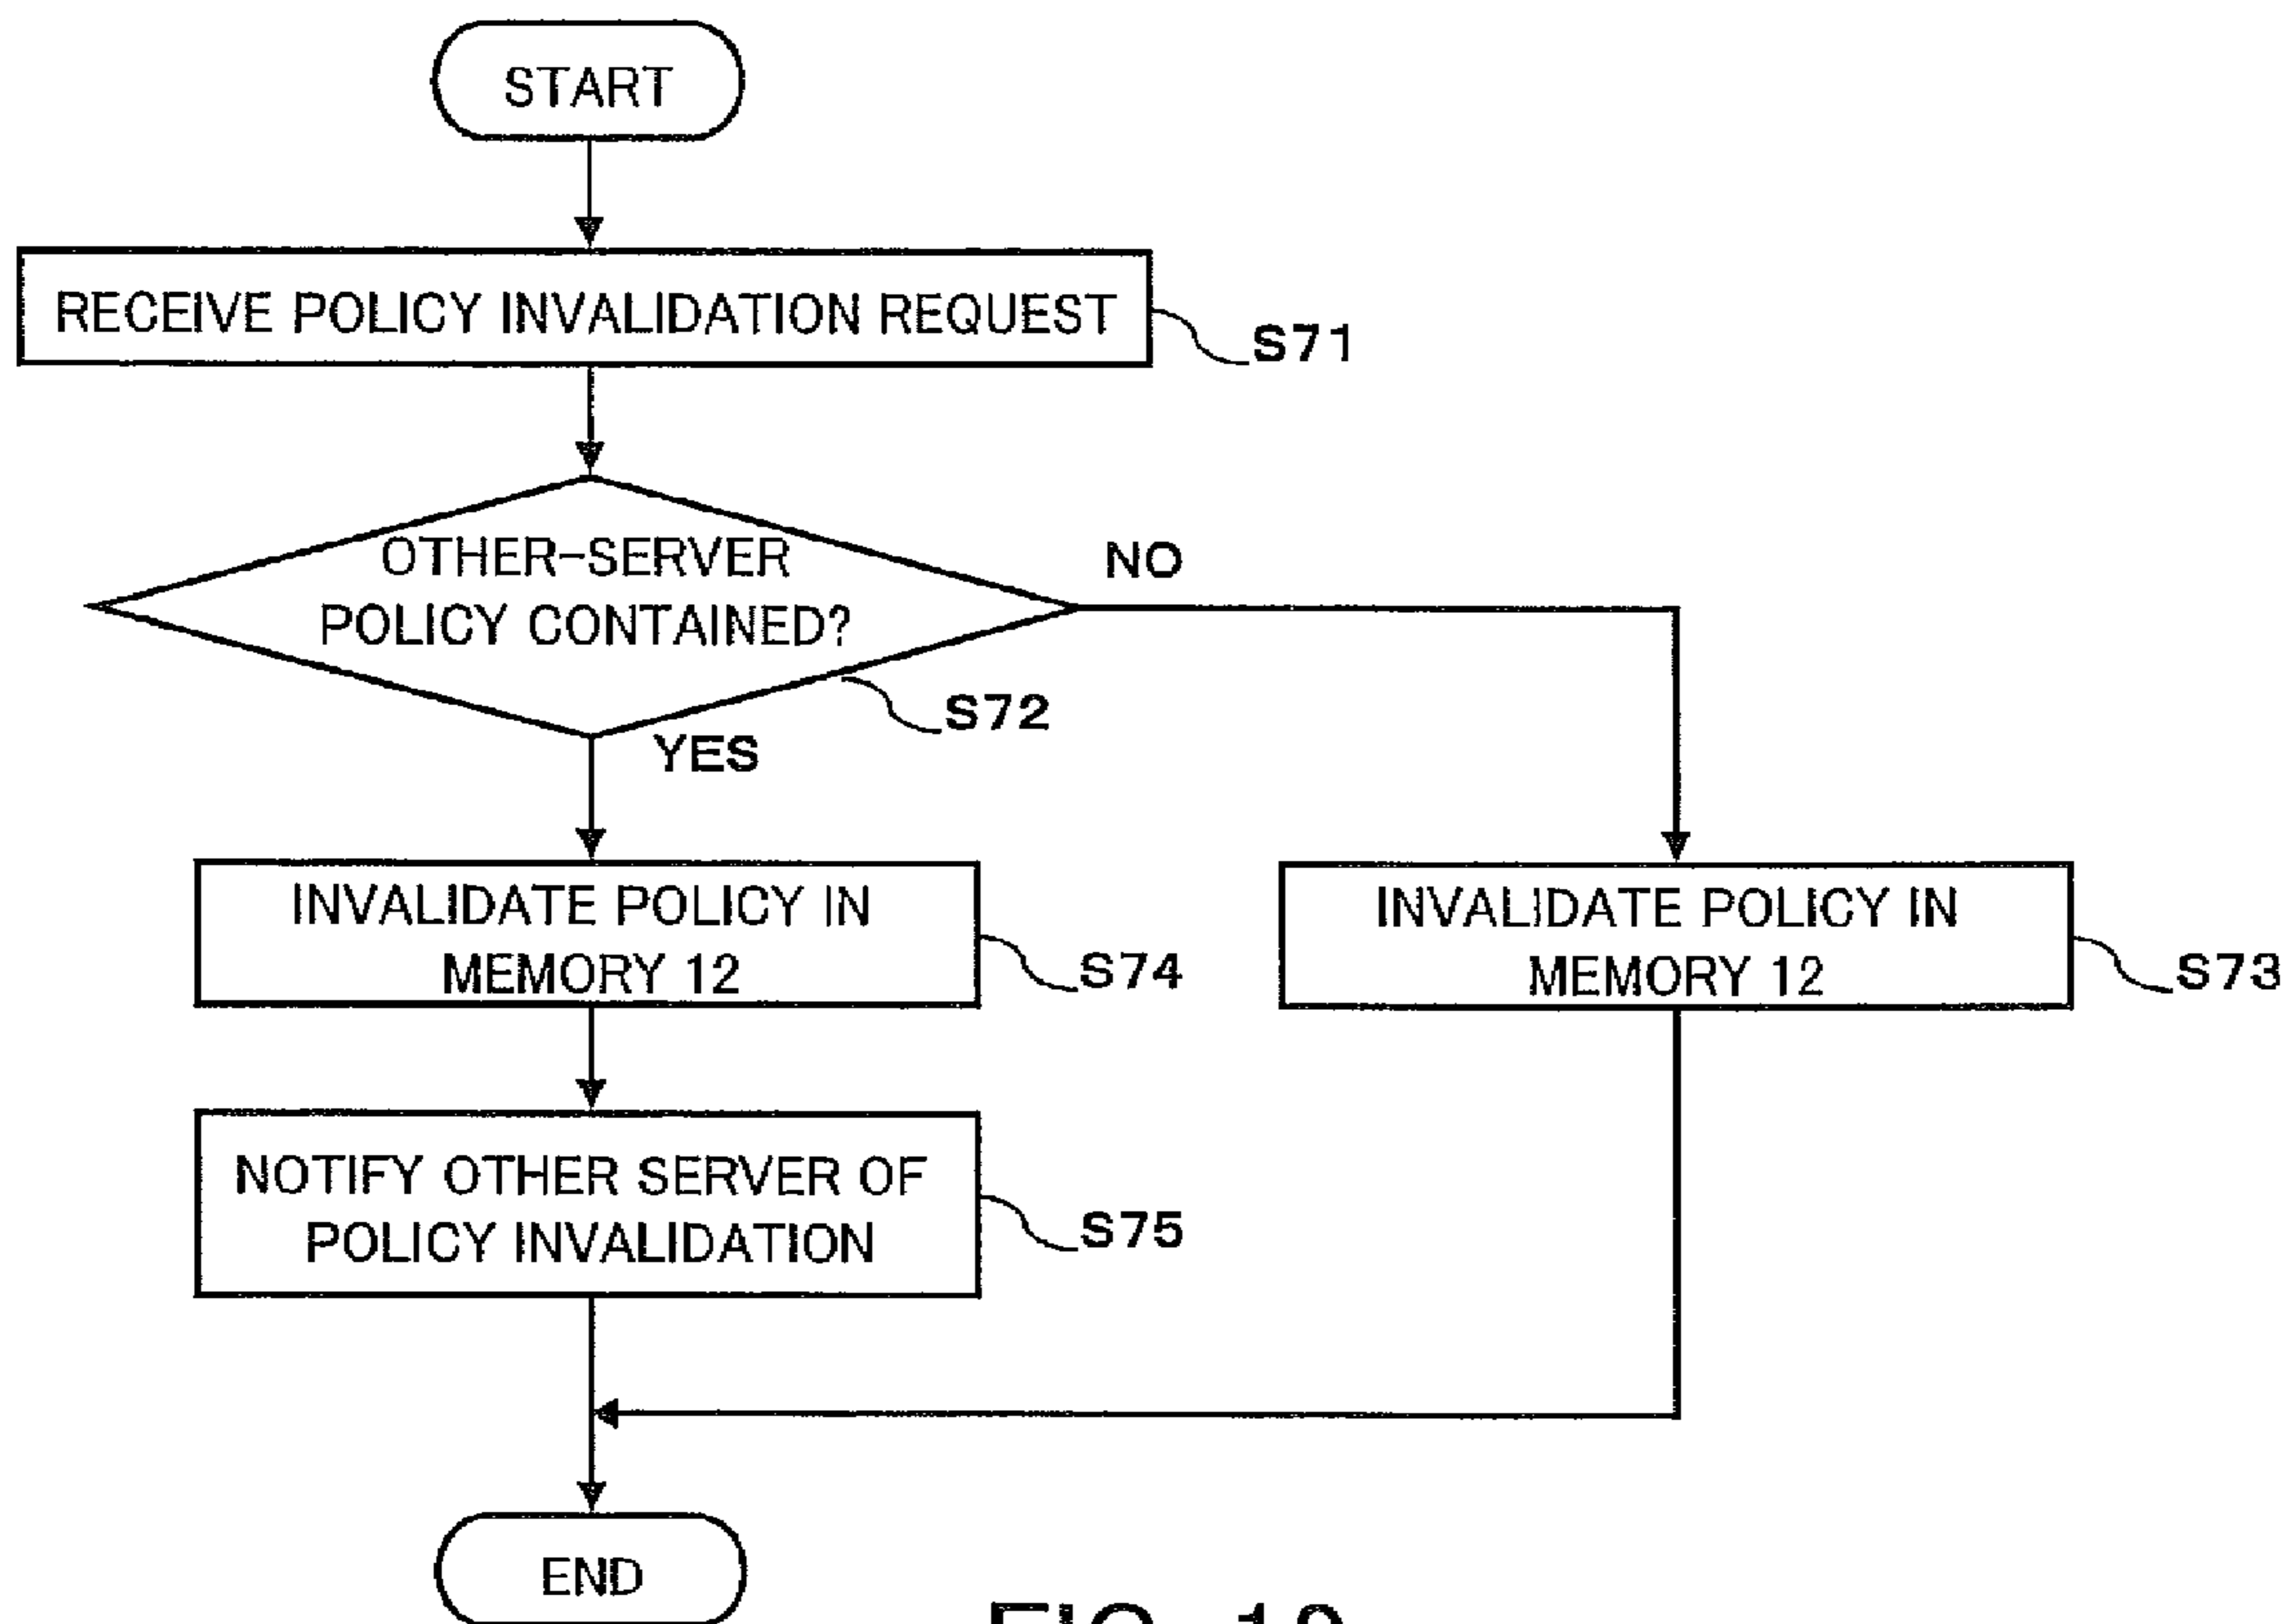 START
RECEIVE POLICY INVALIDATION REQUEST
S71
OTHER-SERVER
POLICY CONTAINED?
NO
S72
YES
INVALIDATE POLICY IN
MEMORY 12
S74
INVALIDATE POLICY IN
MEMORY 12
S73
NOTIFY OTHER SERVER OF
POLICY INVALIDATION
S75
END
FIG.